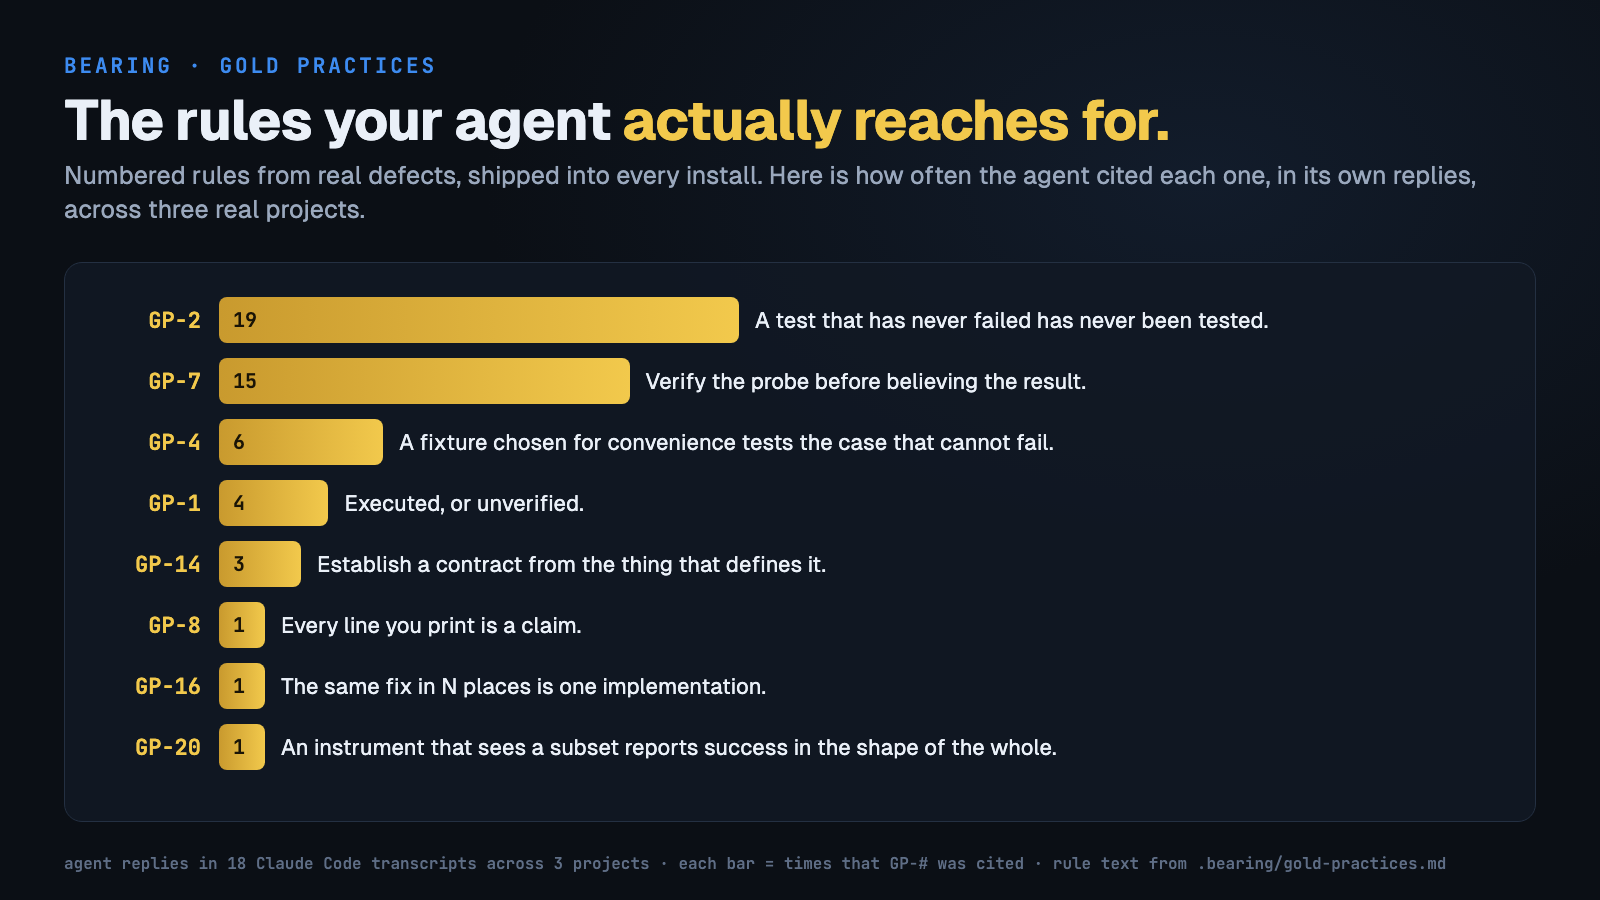 BEARING · GOLD PRACTICES
The rules your agent actually reaches for.
Numbered rules from real defects, shipped into every install. Here is how often the agent cited each one, in its own replies,
across three real projects.
GP-2 19 A test that has never failed has never been tested.
GP-7 15 Verify the probe before believing the result.
GP-4 6 A fixture chosen for convenience tests the case that cannot fail.
GP-1 4 Executed, or unverified.
GP-14 3 Establish a contract from the thing that defines it.
GP-8 1 Every line you print is a claim.
GP-16 1 The same fix in N places is one implementation.
GP-20 1 An instrument that sees a subset reports success in the shape of the whole.
agent replies in 18 Claude Code transcripts across 3 projects · each bar = times that GP-# was cited · rule text from .bearing/gold-practices.md